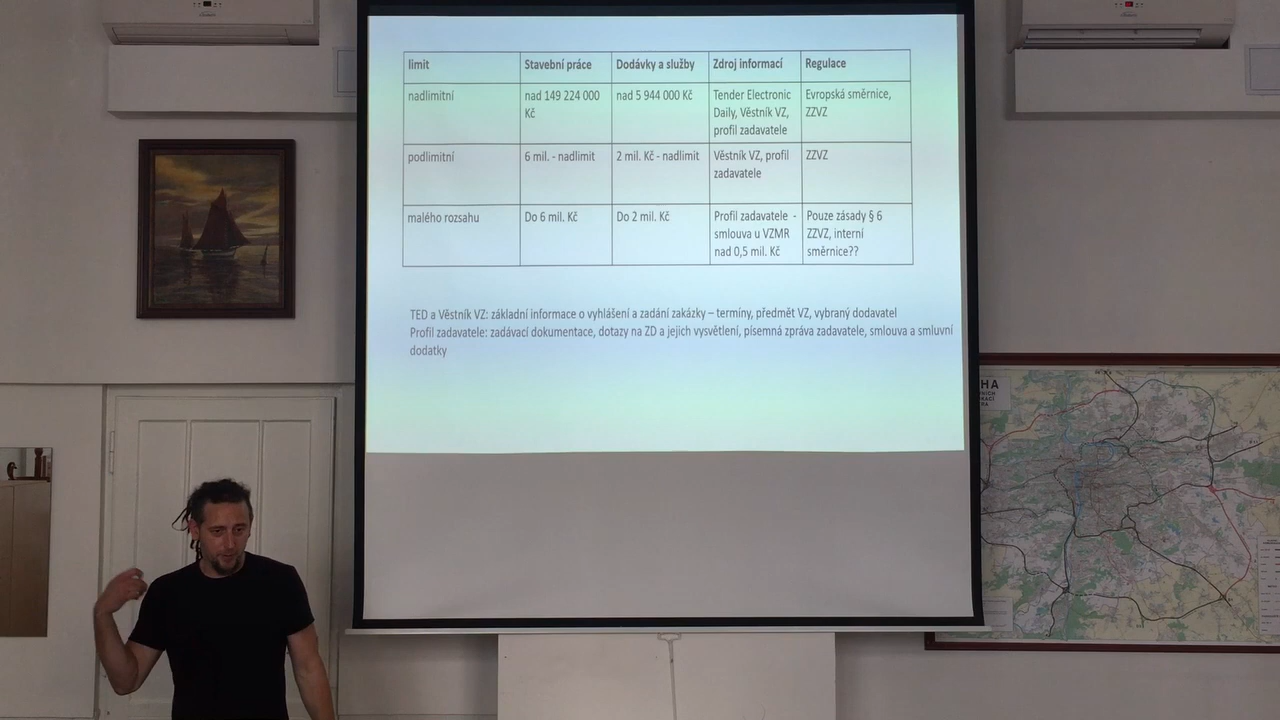 limit Stavební práce Dodávky a služby Zdroj informací Regulace
nadlimitní nad 149 224 000 Kč nad 5 944 000 Kč Tender Electronic Daily, Věstník VZ, profil zadavatele Evropská směrnice, ZZVZ
podlimitní 6 mil. - nadlimit 2 mil. Kč - nadlimit Věstník VZ, profil zadavatele ZZVZ
malého rozsahu Do 6 mil. Kč Do 2 mil. Kč Profil zadavatele - smlouva u VZMR nad 0,5 mil. Kč Pouze zásady § 6 ZZVZ, interní směrnice??
TED a Věstník VZ: základní informace o vyhlášení a zadání zakázky – termíny, předmět VZ, vybraný dodavatel
Profil zadavatele: zadávací dokumentace, dotazy na ZD a jejich vysvětlení, písemná zpráva zadavatele, smlouva a smluvní
dodatky
HA